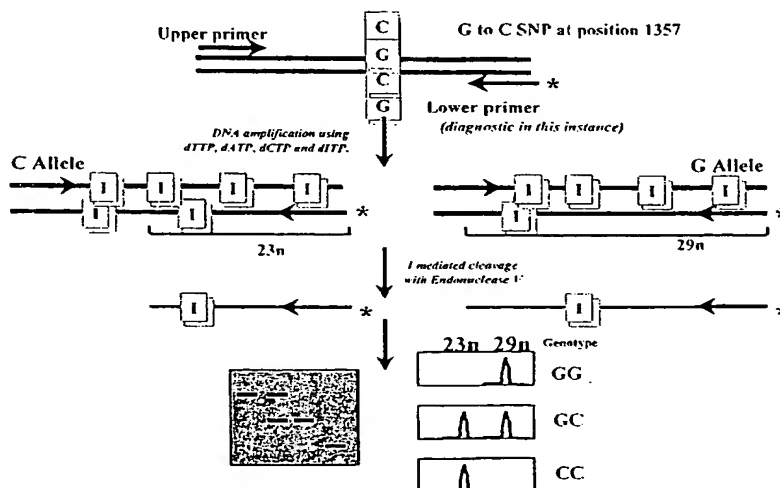 Upper primer
C
G
C
G
G to C SNP at position 1357
*
Lower primer
(diagnostic in this instance)
DNA amplification using
dTTP, dATP, dCTP and dITP.
C Allele
I I I I
I I
*
23n
G Allele
I I I I
I
*
29n
I mediated cleavage
with Endonuclease V
I
*
I
*
23n 29n Genotype
GG
GC
CC